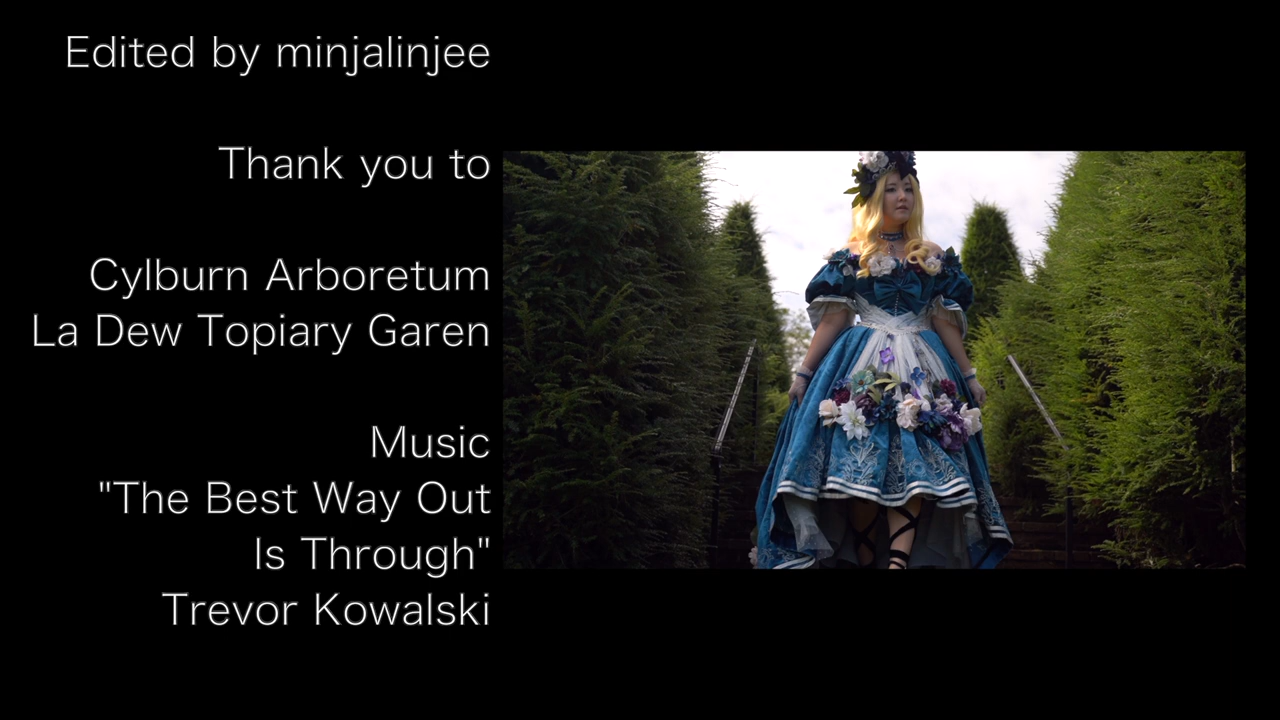 Edited by minjalinjee
Thank you to
Cylburn Arboretum
La Dew Topiary Garen
Music
"The Best Way Out
Is Through"
Trevor Kowalski